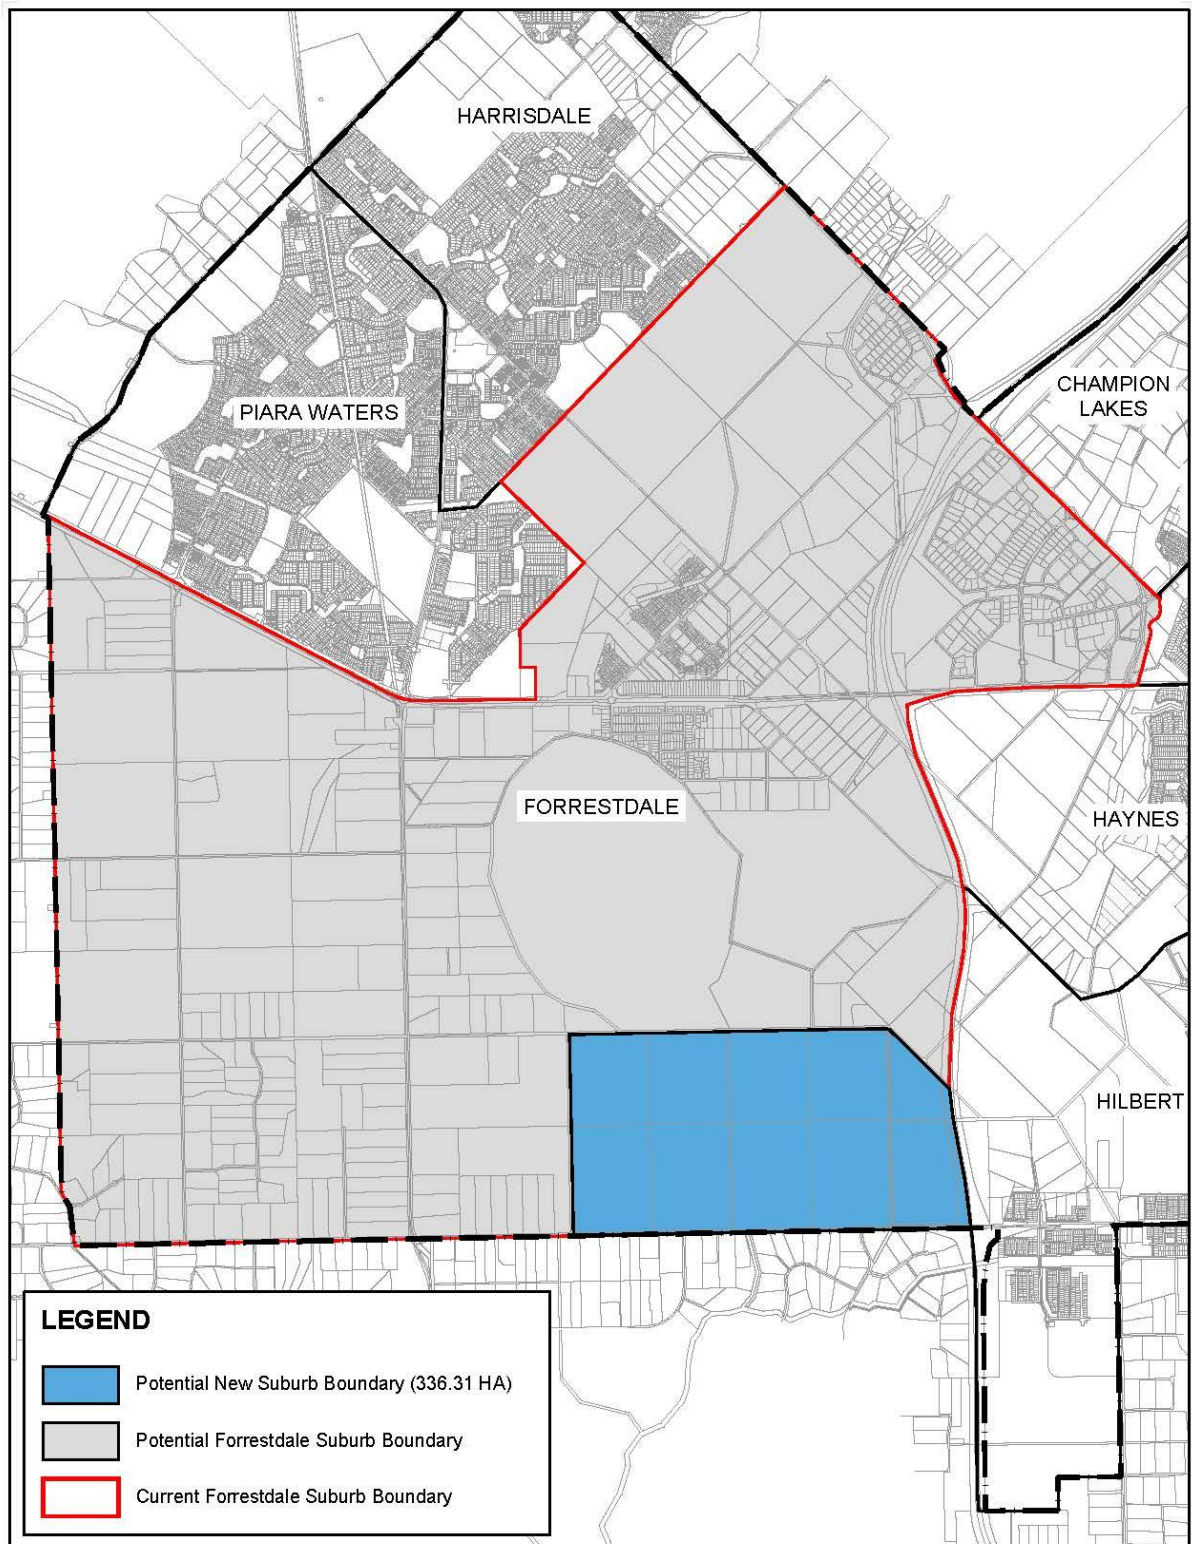 HARRISDALE
CHAMPION
LAKES
PIARA WATERS
FORRESTDALE
HAYNES
HILBERT
LEGEND
Potential New Suburb Boundary (336.31 HA)
Potential Forrestdale Suburb Boundary
Current Forrestdale Suburb Boundary